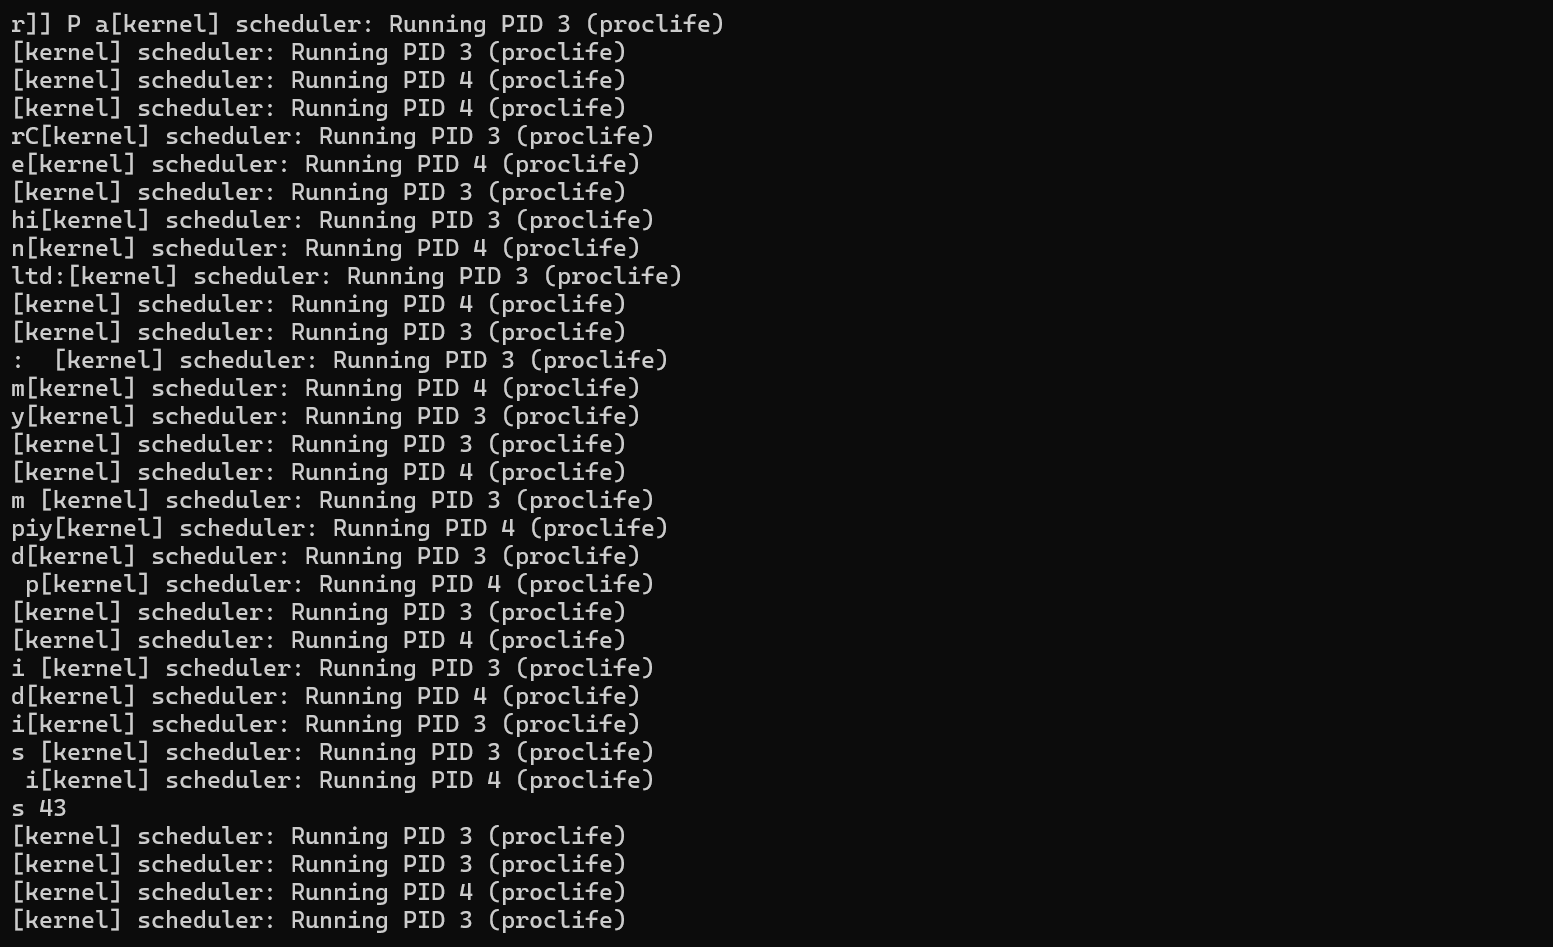 r]] P a[kernel] scheduler: Running PID 3 (proclife)
[kernel] scheduler: Running PID 3 (proclife)
[kernel] scheduler: Running PID 4 (proclife)
[kernel] scheduler: Running PID 4 (proclife)
rC[kernel] scheduler: Running PID 3 (proclife)
e[kernel] scheduler: Running PID 4 (proclife)
[kernel] scheduler: Running PID 3 (proclife)
hi[kernel] scheduler: Running PID 3 (proclife)
n[kernel] scheduler: Running PID 4 (proclife)
ltd:[kernel] scheduler: Running PID 3 (proclife)
[kernel] scheduler: Running PID 4 (proclife)
[kernel] scheduler: Running PID 3 (proclife)
:  [kernel] scheduler: Running PID 3 (proclife)
m[kernel] scheduler: Running PID 4 (proclife)
y[kernel] scheduler: Running PID 3 (proclife)
[kernel] scheduler: Running PID 3 (proclife)
[kernel] scheduler: Running PID 4 (proclife)
m [kernel] scheduler: Running PID 3 (proclife)
piy[kernel] scheduler: Running PID 4 (proclife)
d[kernel] scheduler: Running PID 3 (proclife)
 p[kernel] scheduler: Running PID 4 (proclife)
[kernel] scheduler: Running PID 3 (proclife)
[kernel] scheduler: Running PID 4 (proclife)
i [kernel] scheduler: Running PID 3 (proclife)
d[kernel] scheduler: Running PID 4 (proclife)
i[kernel] scheduler: Running PID 3 (proclife)
s [kernel] scheduler: Running PID 3 (proclife)
 i[kernel] scheduler: Running PID 4 (proclife)
s 43
[kernel] scheduler: Running PID 3 (proclife)
[kernel] scheduler: Running PID 3 (proclife)
[kernel] scheduler: Running PID 4 (proclife)
[kernel] scheduler: Running PID 3 (proclife)